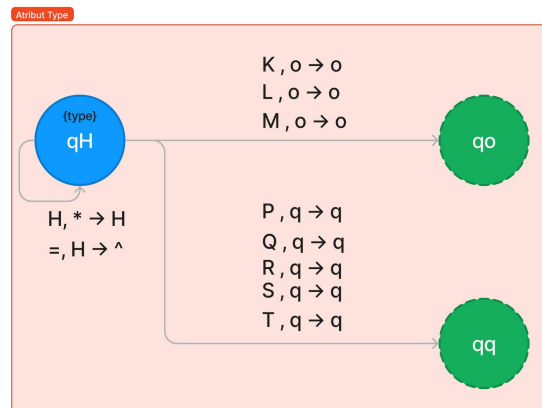 Atribut Type
K , o → o
L , o → o
M , o → o
{type}
qH
qo
H, * → H
=, H → ^
P , q → q
Q , q → q
R , q → q
S , q → q
T , q → q
qq